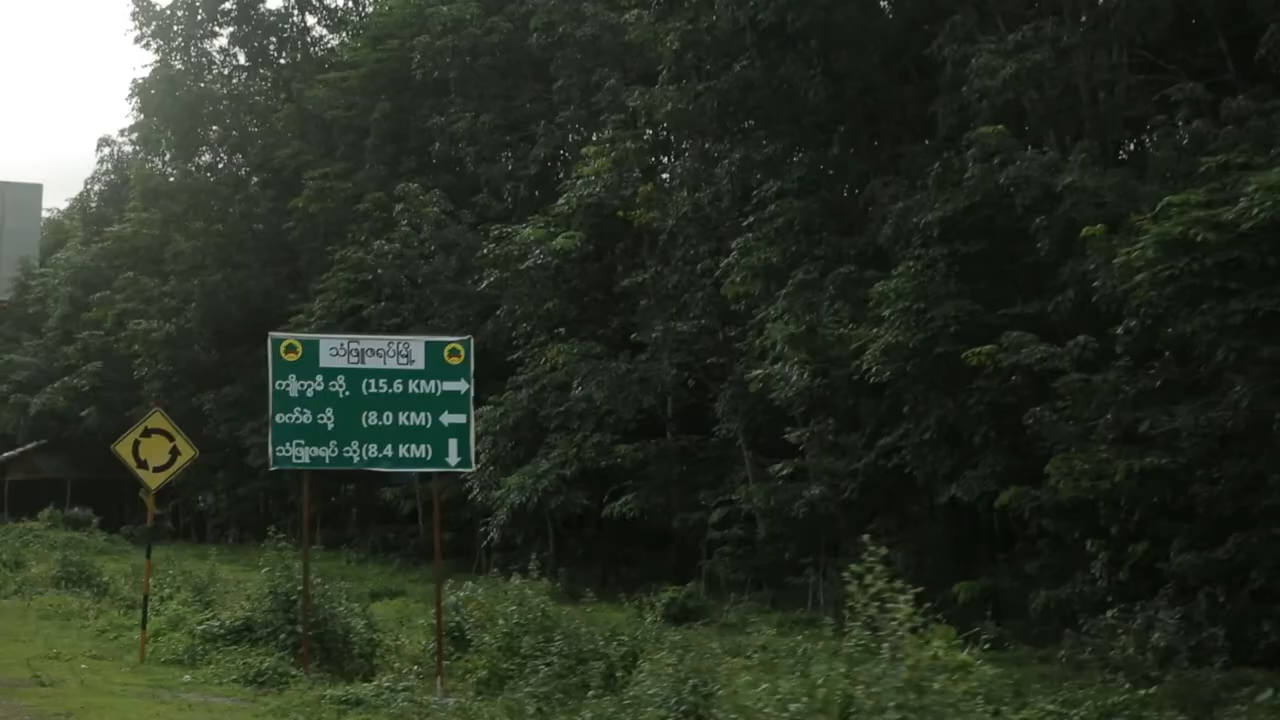 သံဖြူဇရပ်မြို့
ကျိုက္ခမီ သို့ (15.6 KM)
စက်စဲ သို့ (8.0 KM)
သံဖြူဇရပ် သို့ (8.4 KM)